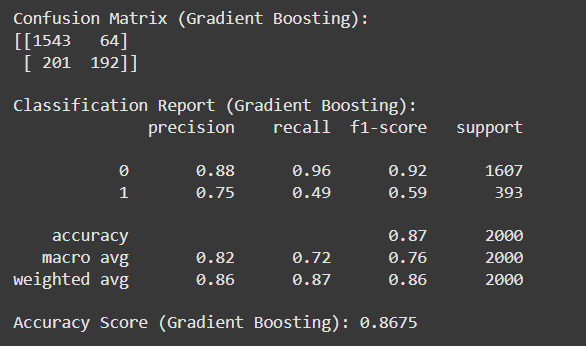 Confusion Matrix (Gradient Boosting):
[[1543   64]
 [ 201  192]]
Classification Report (Gradient Boosting):
              precision    recall  f1-score   support
           0       0.88      0.96      0.92      1607
           1       0.75      0.49      0.59       393
    accuracy                           0.87      2000
   macro avg       0.82      0.72      0.76      2000
weighted avg       0.86      0.87      0.86      2000
Accuracy Score (Gradient Boosting): 0.8675